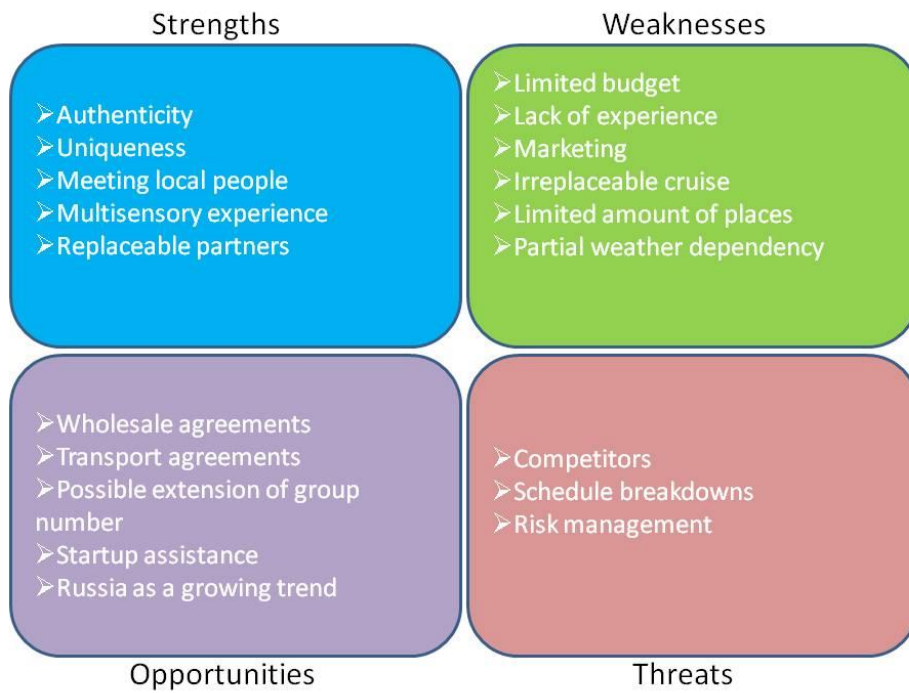 Strengths
➢Authenticity
➢Uniqueness
➢Meeting local people
➢Multisensory experience
➢Replaceable partners
Weaknesses
➢Limited budget
➢Lack of experience
➢Marketing
➢Irreplaceable cruise
➢Limited amount of places
➢Partial weather dependency
➢Wholesale agreements
➢Transport agreements
➢Possible extension of group
number
➢Startup assistance
➢Russia as a growing trend
Opportunities
➢Competitors
➢Schedule breakdowns
➢Risk management
Threats